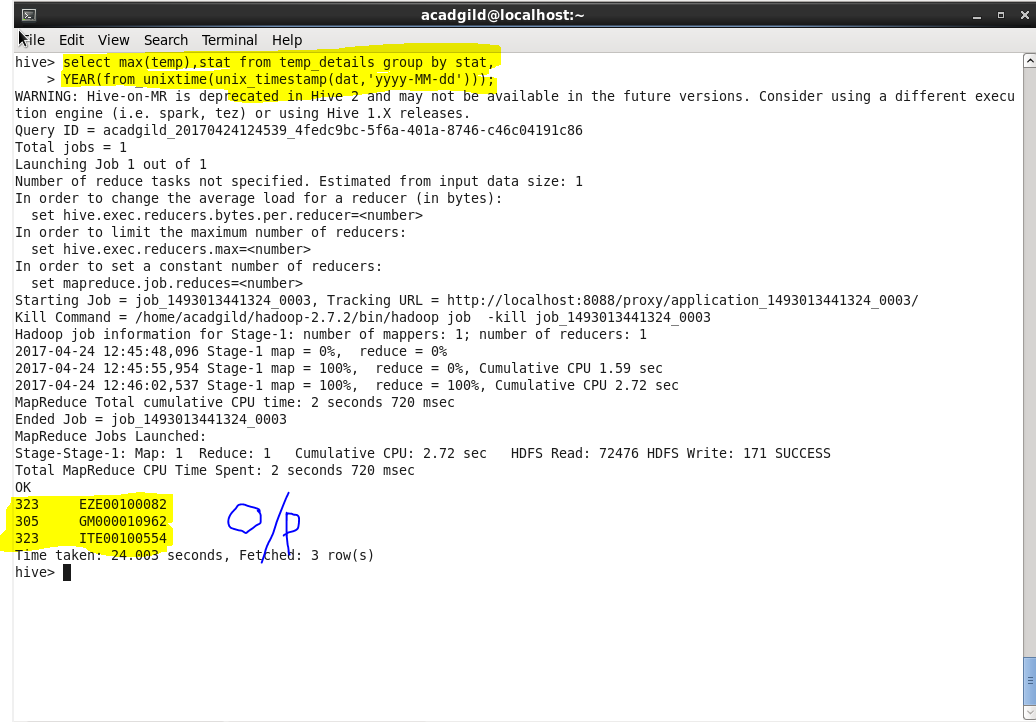 acadgild@localhost:~
File Edit View Search Terminal Help
hive> select max(temp),stat from temp_details group by stat,
    > YEAR(from_unixtime(unix_timestamp(dat,'yyyy-MM-dd')));
WARNING: Hive-on-MR is deprecated in Hive 2 and may not be available in the future versions. Consider using a different execu
tion engine (i.e. spark, tez) or using Hive 1.X releases.
Query ID = acadgild_20170424124539_4fedc9bc-5f6a-401a-8746-c46c04191c86
Total jobs = 1
Launching Job 1 out of 1
Number of reduce tasks not specified. Estimated from input data size: 1
In order to change the average load for a reducer (in bytes):
  set hive.exec.reducers.bytes.per.reducer=<number>
In order to limit the maximum number of reducers:
  set hive.exec.reducers.max=<number>
In order to set a constant number of reducers:
  set mapreduce.job.reduces=<number>
Starting Job = job_1493013441324_0003, Tracking URL = http://localhost:8088/proxy/application_1493013441324_0003/
Kill Command = /home/acadgild/hadoop-2.7.2/bin/hadoop job  -kill job_1493013441324_0003
Hadoop job information for Stage-1: number of mappers: 1; number of reducers: 1
2017-04-24 12:45:48,096 Stage-1 map = 0%,  reduce = 0%
2017-04-24 12:45:55,954 Stage-1 map = 100%,  reduce = 0%, Cumulative CPU 1.59 sec
2017-04-24 12:46:02,537 Stage-1 map = 100%,  reduce = 100%, Cumulative CPU 2.72 sec
MapReduce Total cumulative CPU time: 2 seconds 720 msec
Ended Job = job_1493013441324_0003
MapReduce Jobs Launched:
Stage-Stage-1: Map: 1  Reduce: 1   Cumulative CPU: 2.72 sec   HDFS Read: 72476 HDFS Write: 171 SUCCESS
Total MapReduce CPU Time Spent: 2 seconds 720 msec
OK
323     EZE00100082
305     GM000010962
323     ITE00100554
O/P
Time taken: 24.003 seconds, Fetched: 3 row(s)
hive>